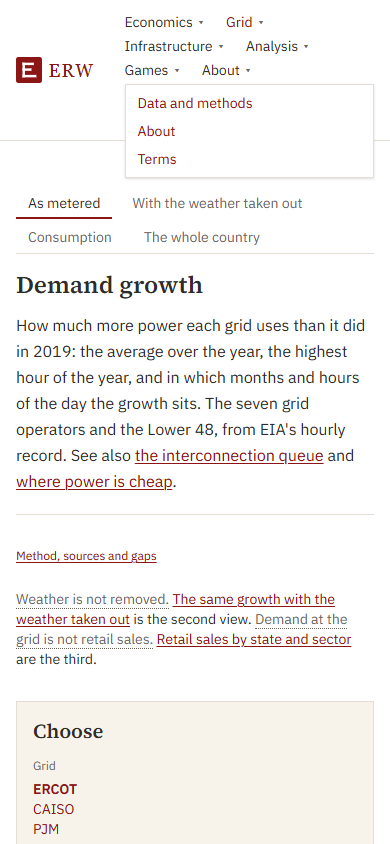 Economics ▾ Grid ▾
Infrastructure ▾ Analysis ▾
E ERW
Games ▾ About ▾
Data and methods
About
Terms
As metered With the weather taken out
Consumption The whole country
Demand growth
How much more power each grid uses than it did
in 2019: the average over the year, the highest
hour of the year, and in which months and hours
of the day the growth sits. The seven grid
operators and the Lower 48, from EIA's hourly
record. See also the interconnection queue and
where power is cheap.
Method, sources and gaps
Weather is not removed. The same growth with the
weather taken out is the second view. Demand at the
grid is not retail sales. Retail sales by state and sector
are the third.
Choose
Grid
ERCOT
CAISO
PJM